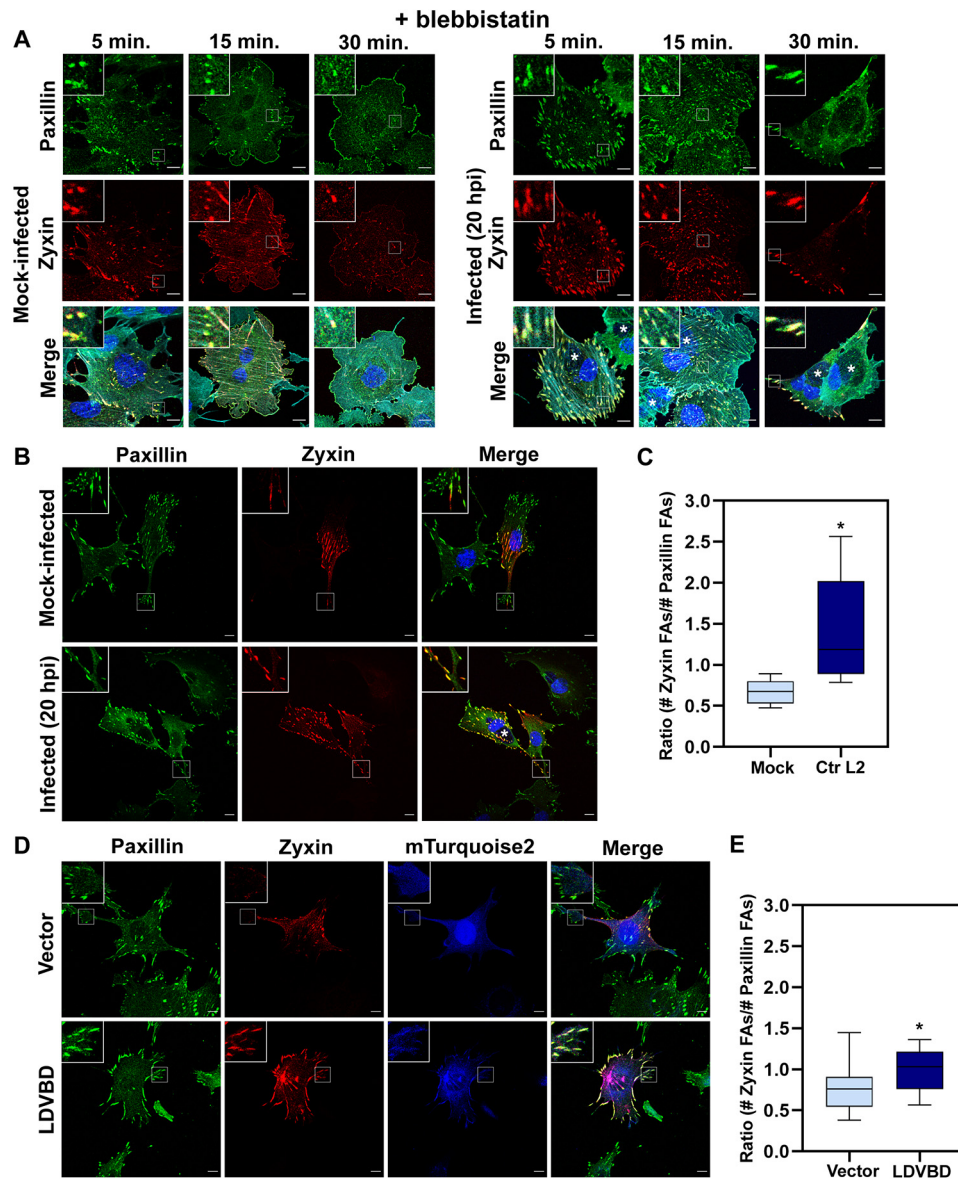 + blebbistatin
A
5 min. 15 min. 30 min. 5 min. 15 min. 30 min.
Mock-infected
Paxillin
Zyxin
Merge
Infected (20 hpi)
Paxillin
Zyxin
Merge
*
*
*
*
*
B
Paxillin Zyxin Merge
Mock-infected
Infected (20 hpi)
*
C
Ratio (# Zyxin FAs/# Paxillin FAs)
3.0
2.5
2.0
1.5
1.0
0.5
0.0
*
Mock Ctr L2
D
Paxillin Zyxin mTurquoise2 Merge
Vector
LDVBD
E
Ratio (# Zyxin FAs/# Paxillin FAs)
3.0
2.5
2.0
1.5
1.0
0.5
0.0
*
Vector LDVBD